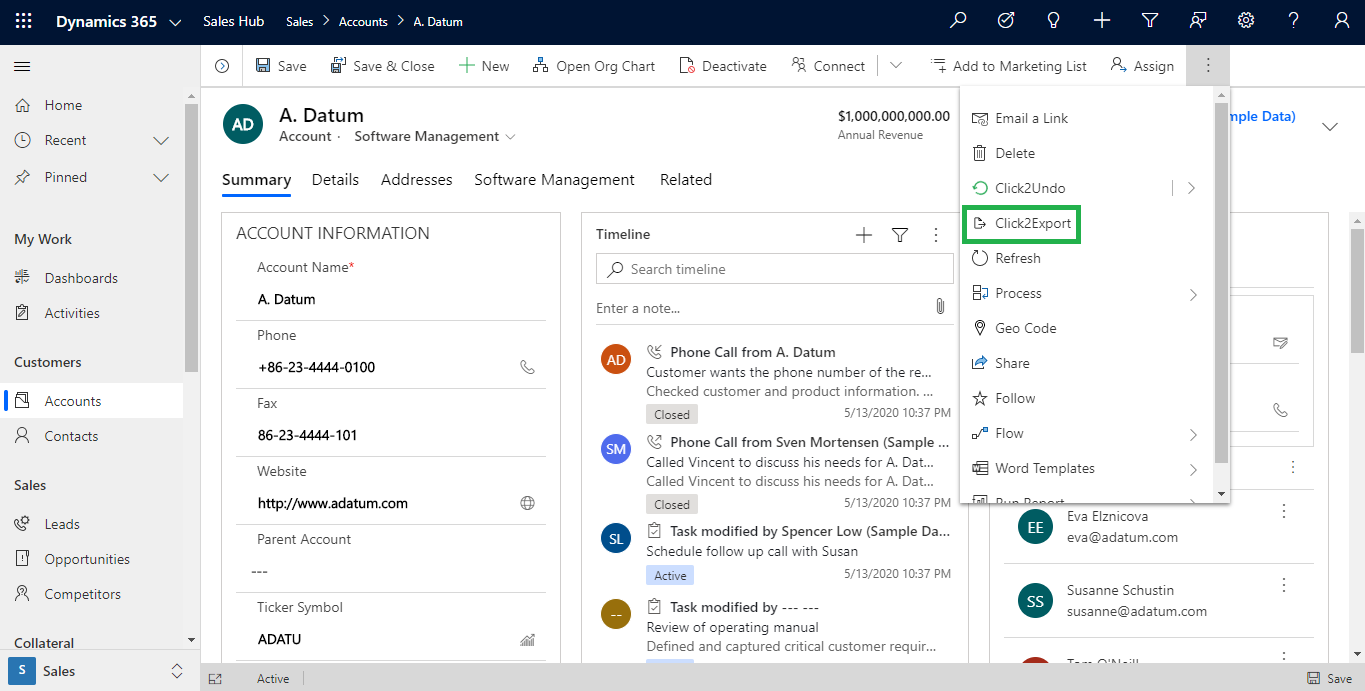 Dynamics 365 Sales Hub Sales > Accounts > A. Datum
Save Save & Close New Open Org Chart Deactivate Connect Add to Marketing List Assign
Home
Recent
Pinned
My Work
Dashboards
Activities
Customers
Accounts
Contacts
Sales
Leads
Opportunities
Competitors
Collateral
S Sales
AD
A. Datum
Account · Software Management
$1,000,000,000.00
Annual Revenue
mple Data)
Summary Details Addresses Software Management Related
ACCOUNT INFORMATION
Account Name*
A. Datum
Phone
+86-23-4444-0100
Fax
86-23-4444-101
Website
http://www.adatum.com
Parent Account
---
Ticker Symbol
ADATU
Timeline
Search timeline
Enter a note...
AD
Phone Call from A. Datum
Customer wants the phone number of the re...
Checked customer and product information. ...
Closed 5/13/2020 10:37 PM
SM
Phone Call from Sven Mortensen (Sample ...
Called Vincent to discuss his needs for A. Dat...
Called Vincent to discuss his needs for A. Dat...
Closed 5/13/2020 10:37 PM
SL
Task modified by Spencer Low (Sample Da...
Schedule follow up call with Susan
Active 5/13/2020 10:37 PM
--
Task modified by --- ---
Review of operating manual
Defined and captured critical customer requir...
Email a Link
Delete
Click2Undo
Click2Export
Refresh
Process
Geo Code
Share
Follow
Flow
Word Templates
Run Report
EE
Eva Elznicova
eva@adatum.com
SS
Susanne Schustin
susanne@adatum.com
Tom O'Neill
Active
Save